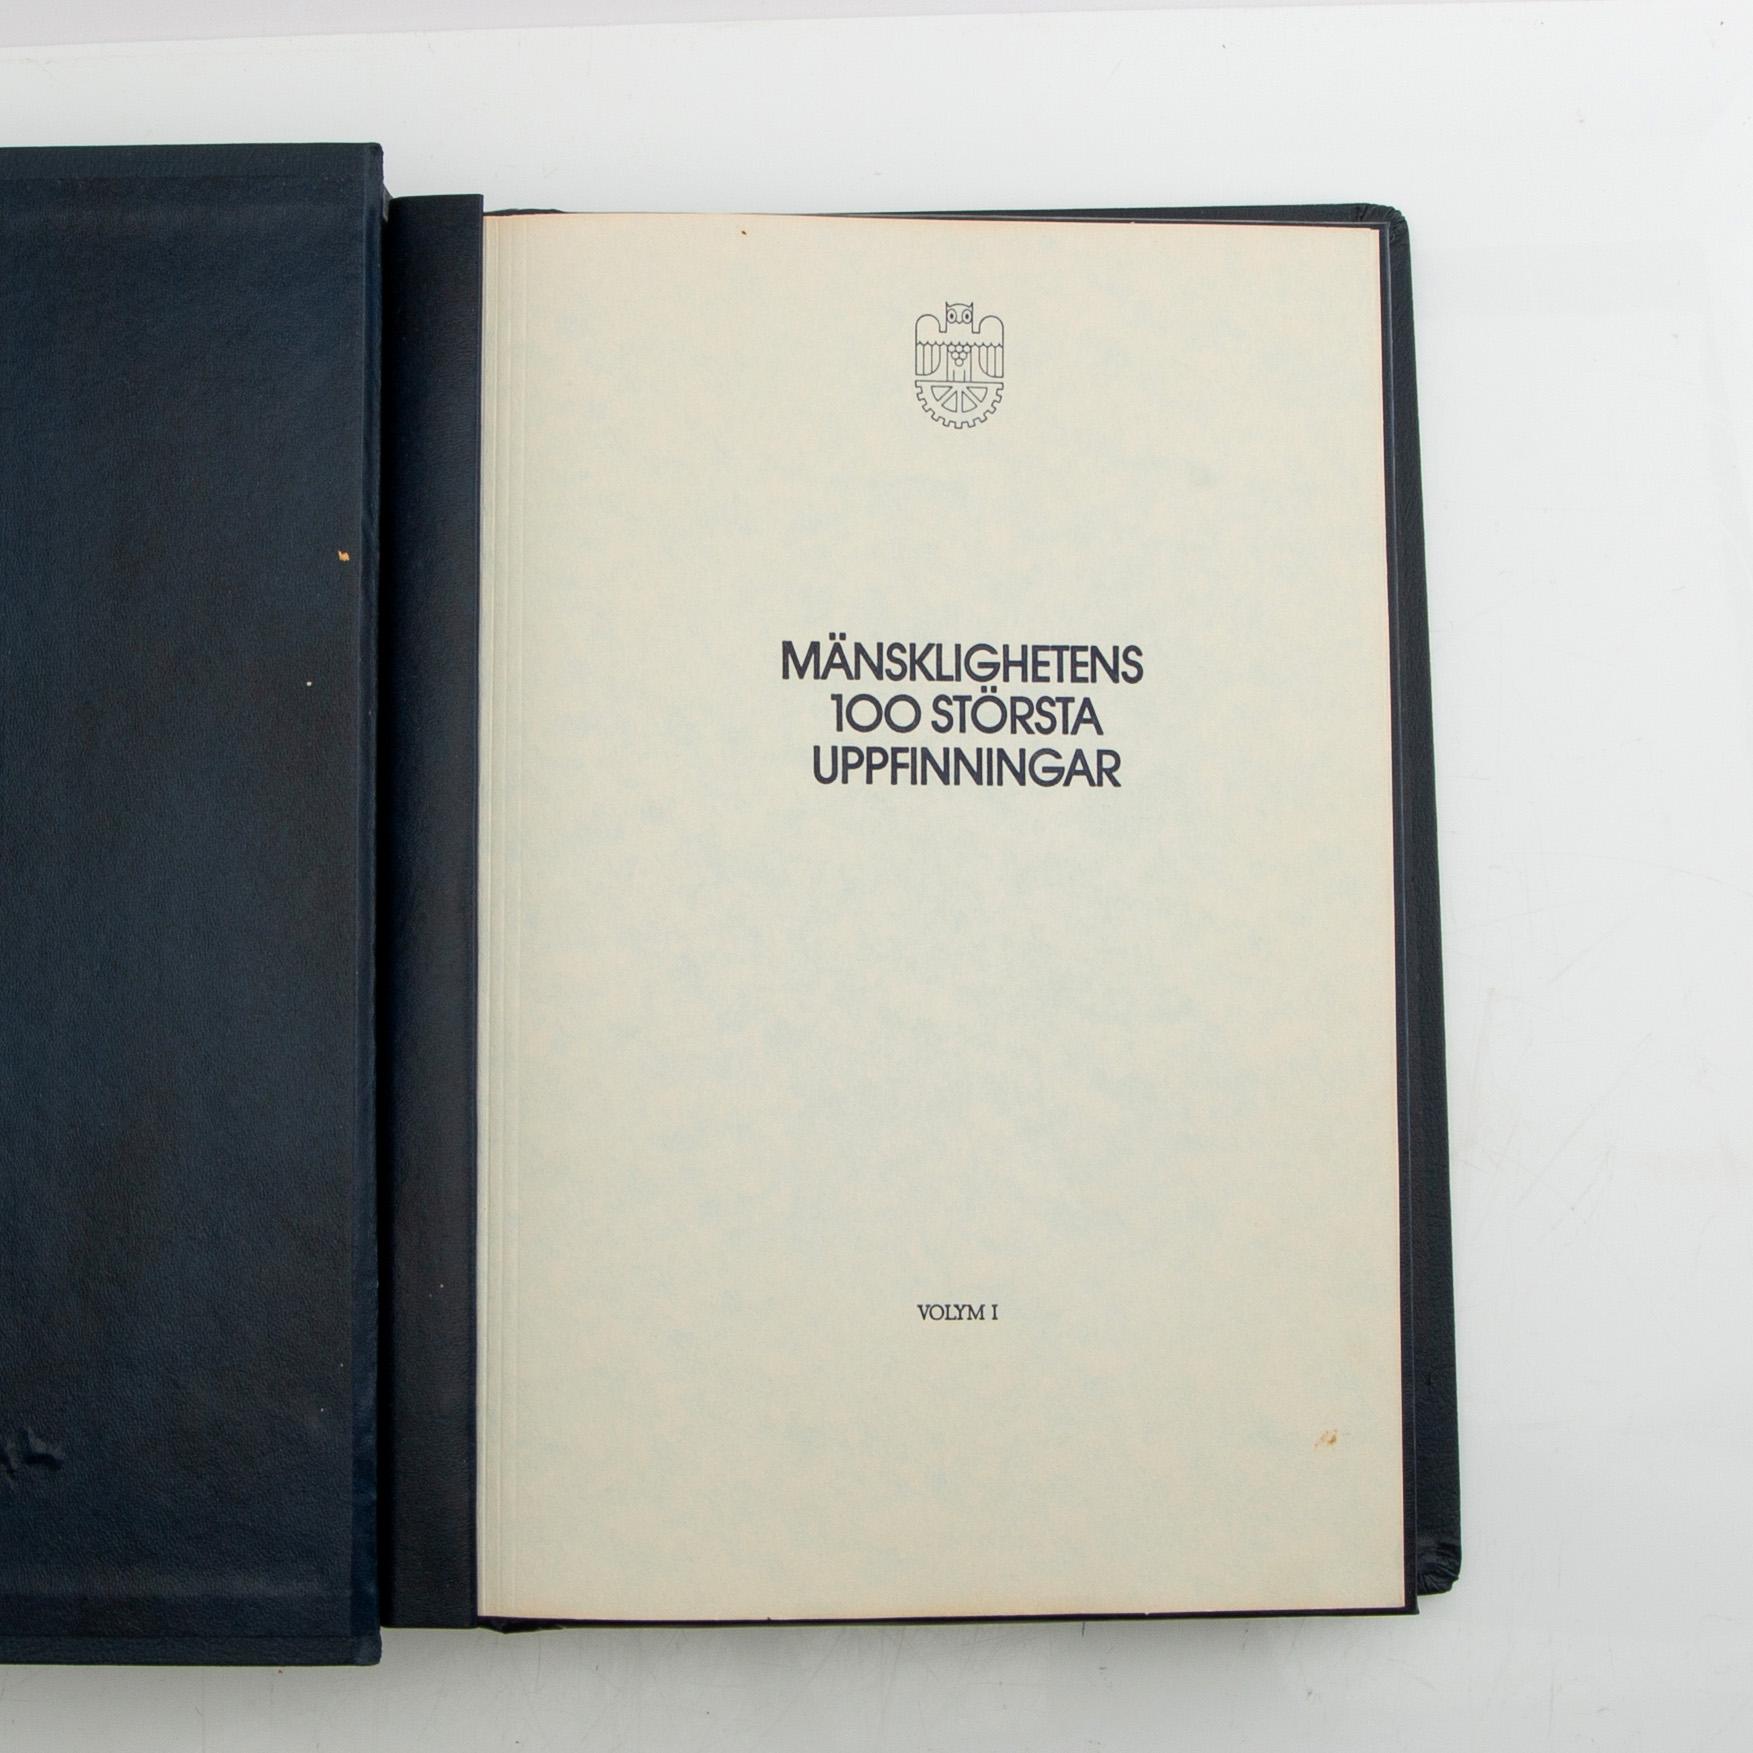 MÄNSKLIGHETENS
100 STÖRSTA
UPPFINNINGAR
VOLYM I